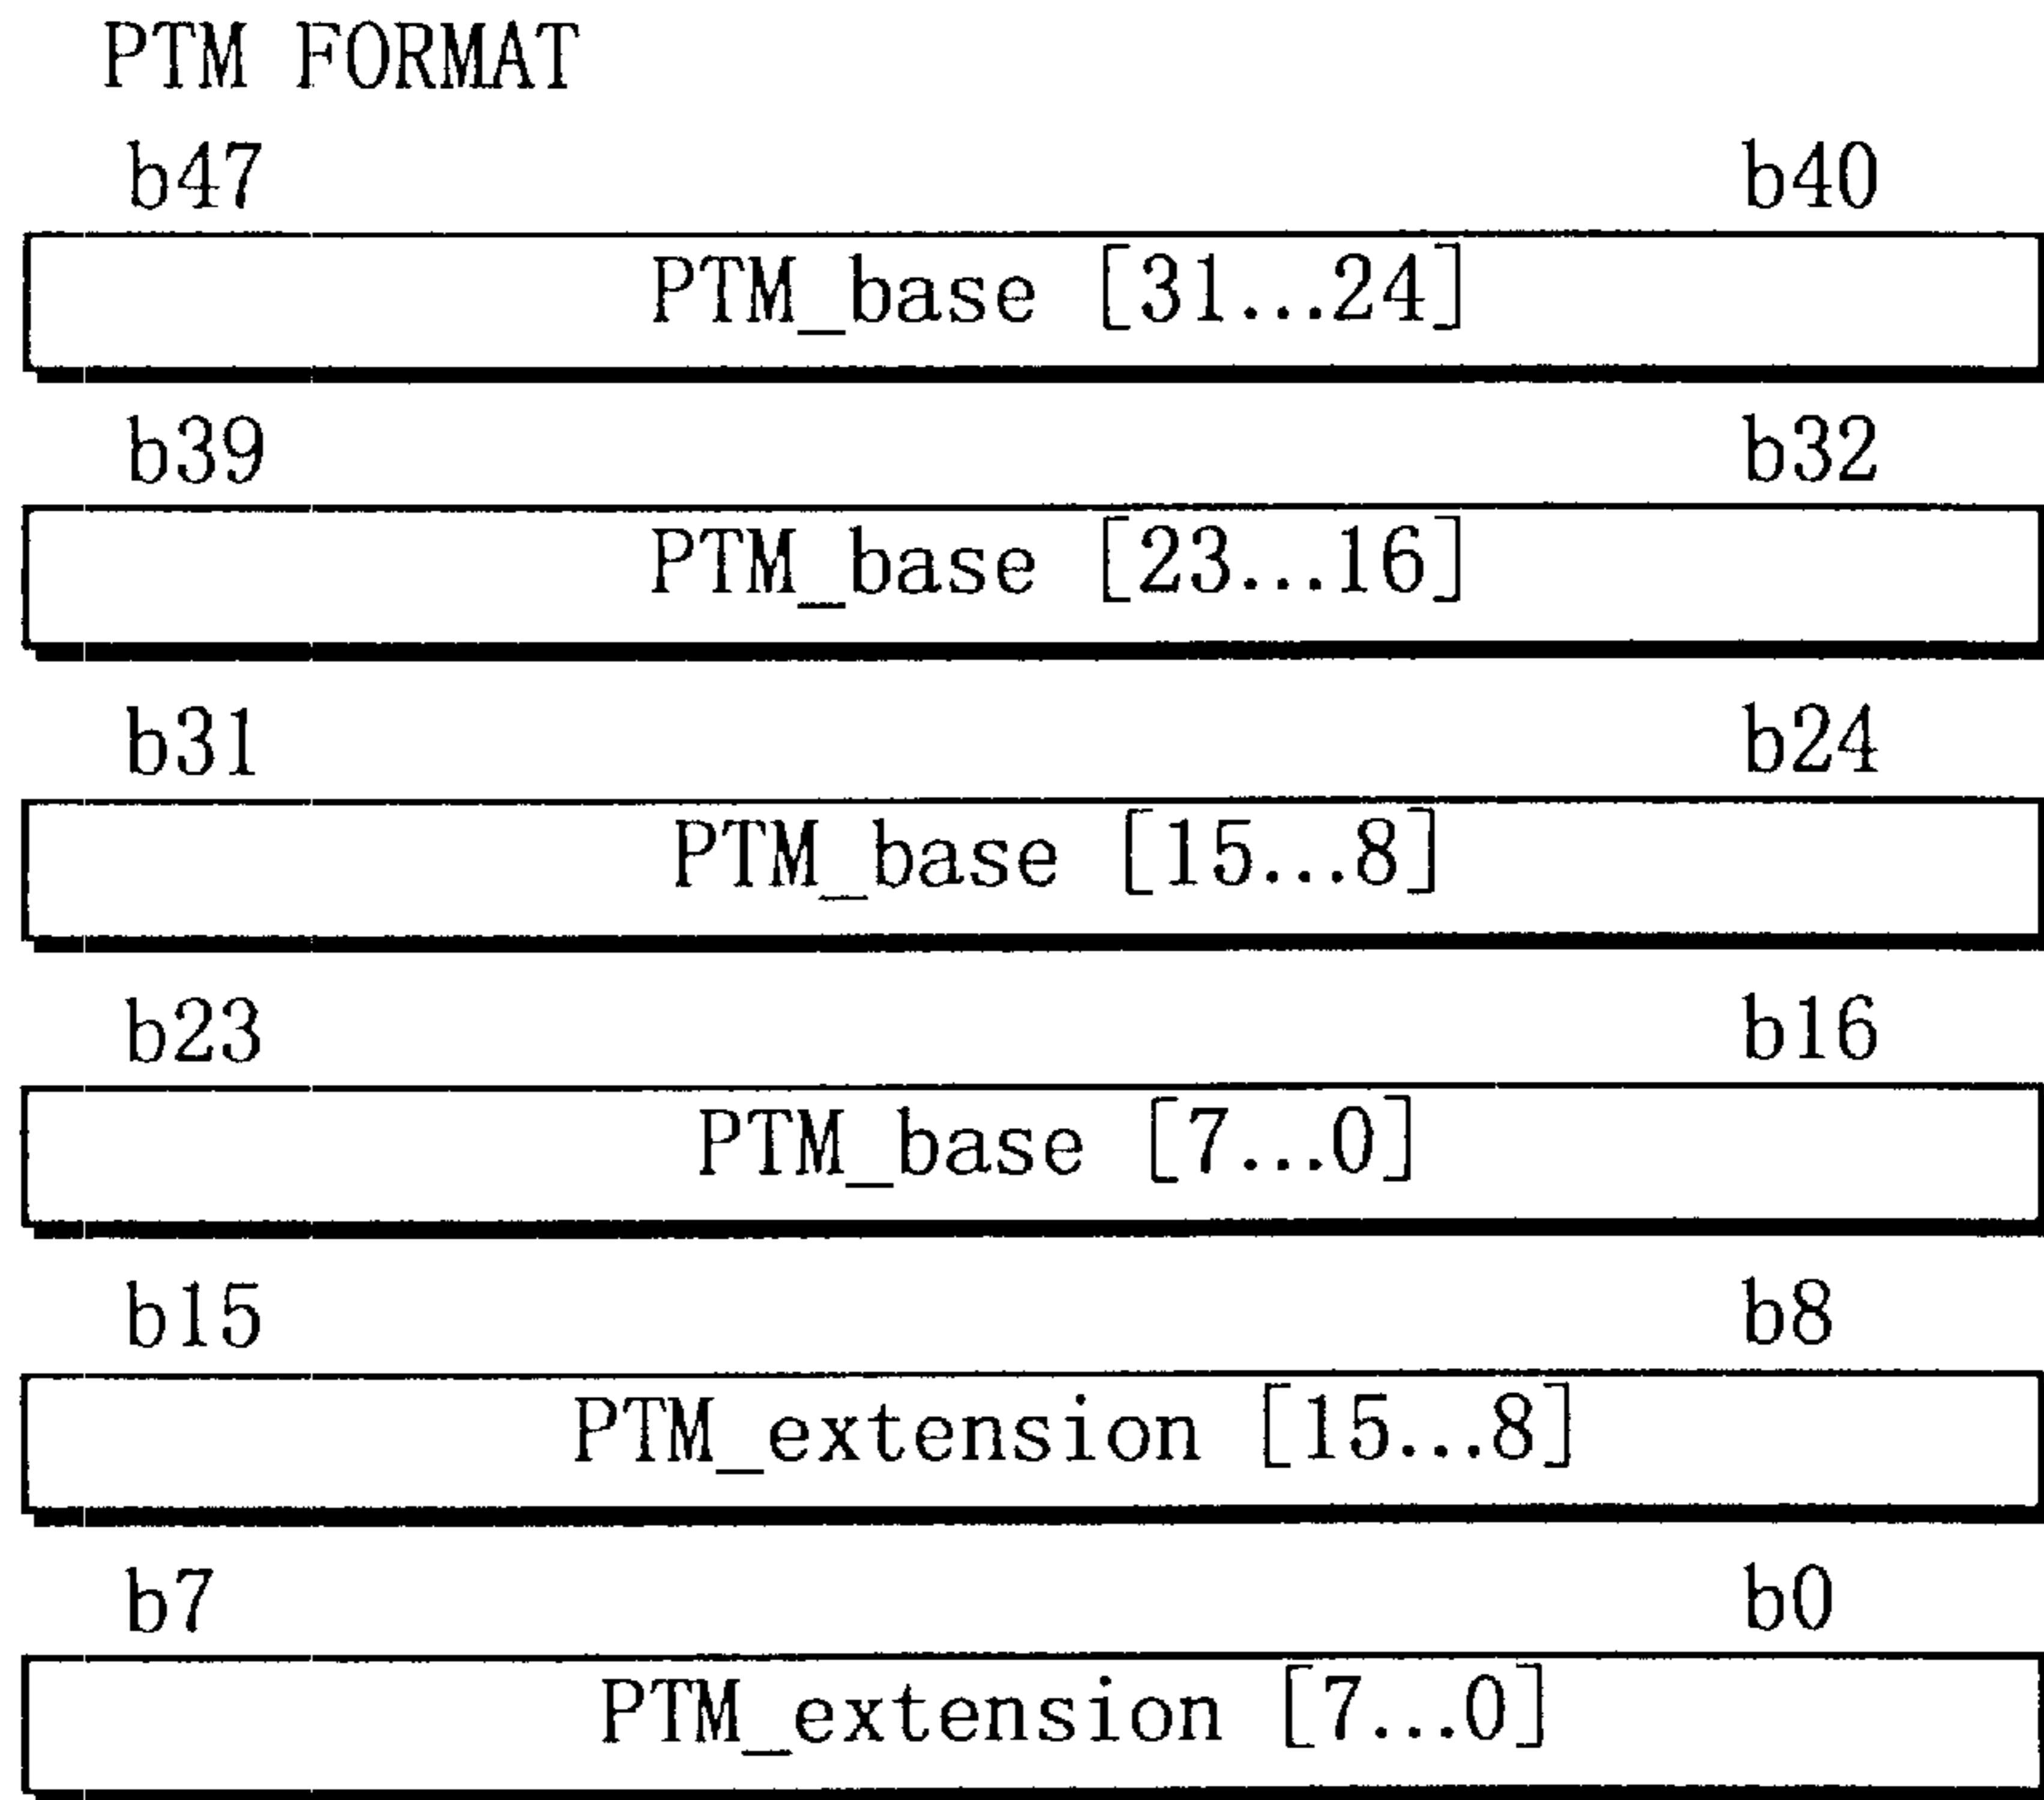 PTM FORMAT
b47 b40
PTM_base [31...24]
b39 b32
PTM_base [23...16]
b31 b24
PTM_base [15...8]
b23 b16
PTM_base [7...0]
b15 b8
PTM_extension [15...8]
b7 b0
PTM_extension [7...0]